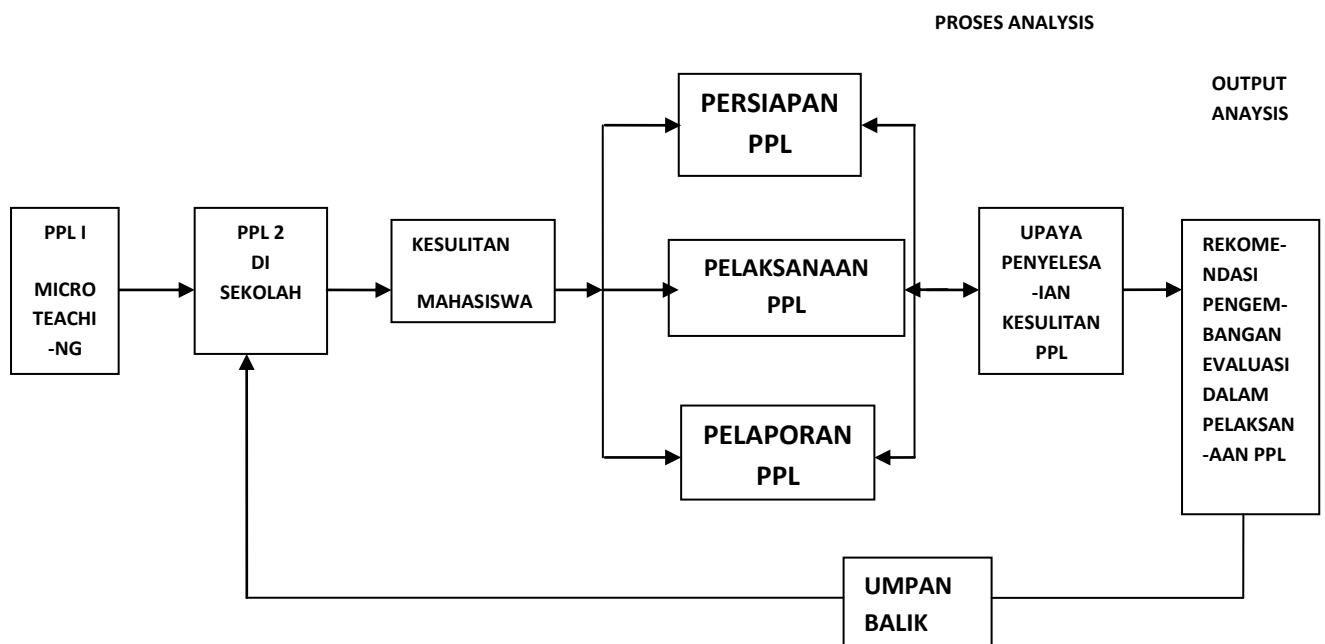 PROSES ANALYSIS
OUTPUT
ANAYSIS
PERSIAPAN
PPL
PPL I
MICRO
TEACHI
-NG
PPL 2
DI
SEKOLAH
KESULITAN
MAHASISWA
PELAKSANAAN
PPL
UPAYA
PENYELESA
-IAN
KESULITAN
PPL
REKOME-
NDASI
PENGEM-
BANGAN
EVALUASI
DALAM
PELAKSAN
-AAN PPL
PELAPORAN
PPL
UMPAN
BALIK